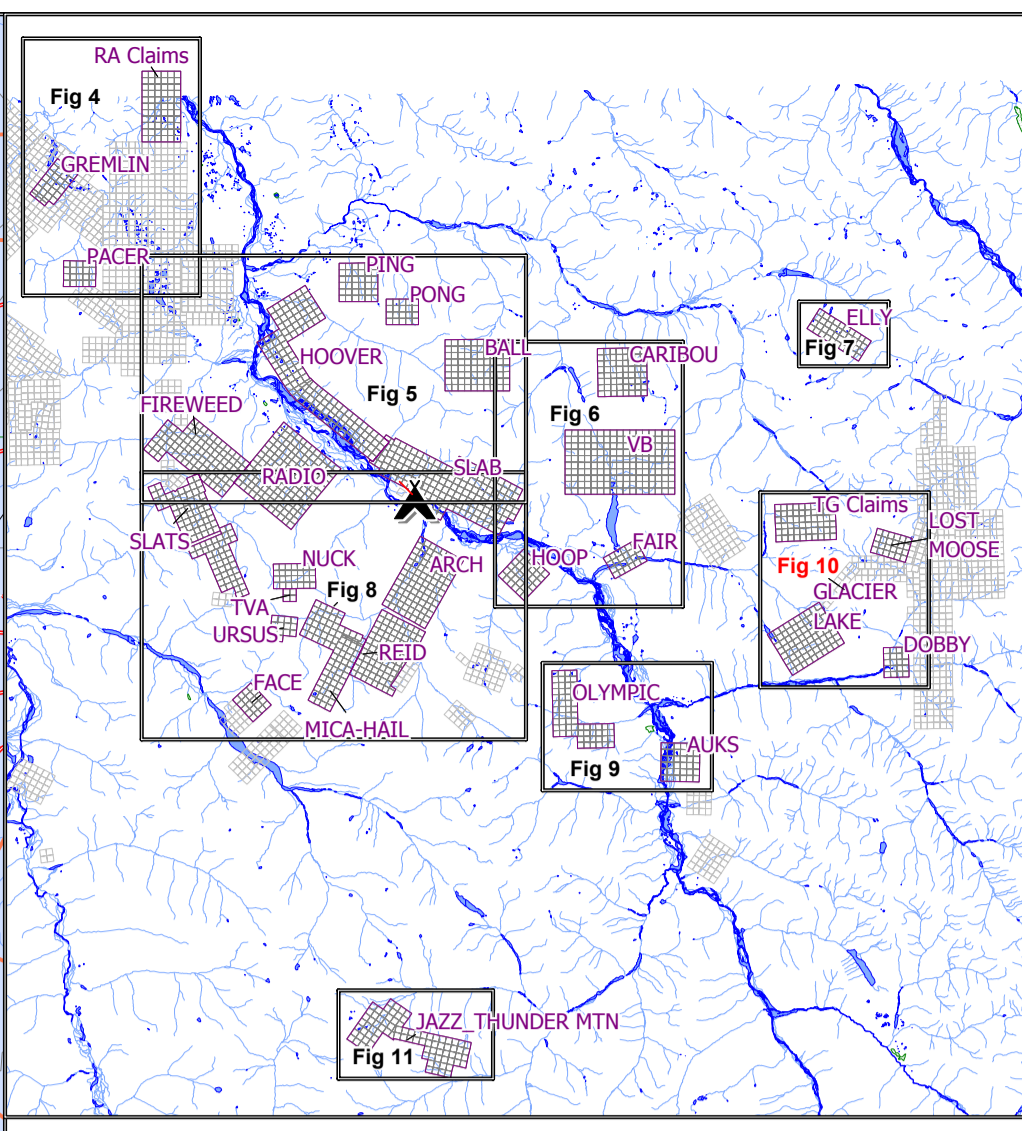 RA Claims
Fig 4
GREMLIN
PACER
PING
PONG
ELLY
Fig 7
HOOVER
BALL
CARIBOU
Fig 5
FIREWEED
Fig 6
VB
RADIO
SLAB
TG Claims
LOST
SLATS
FAIR
MOOSE
NUCK
ARCH
HOOP
Fig 10
Fig 8
GLACIER
TVA
LAKE
URSUS
REID
DOBBY
FACE
OLYMPIC
MICA-HAIL
AUKS
Fig 9
JAZZ_THUNDER MTN
Fig 11